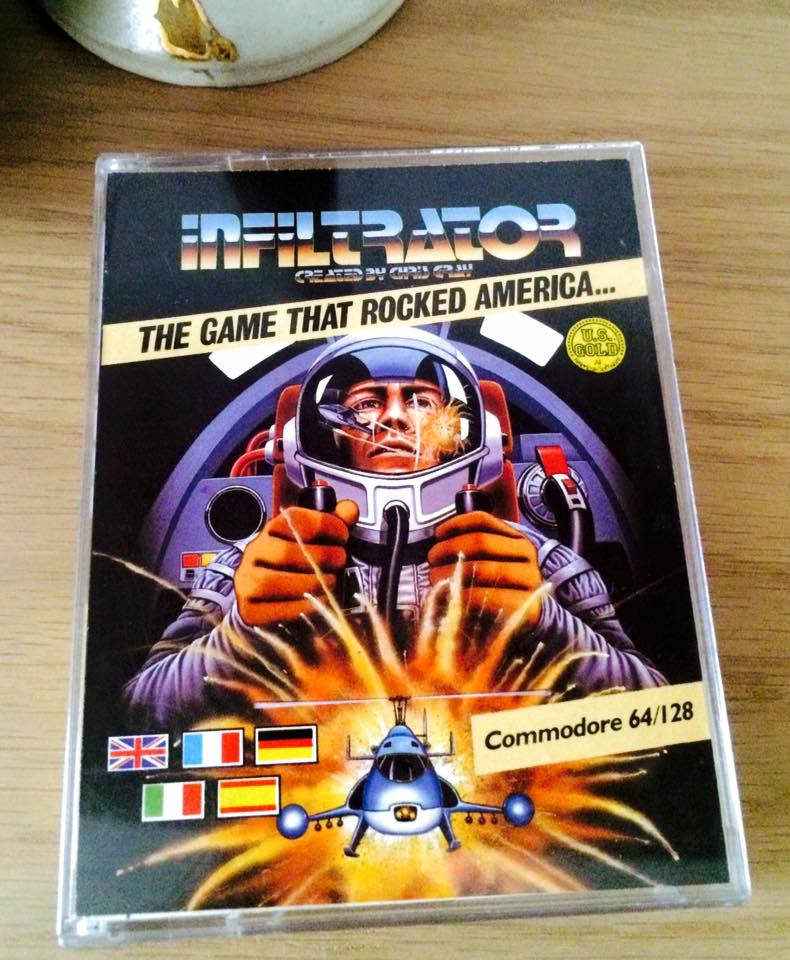 INFILTRATOR
CREATED BY CHRIS GRAY
THE GAME THAT ROCKED AMERICA...
U.S.
GOLD
Commodore 64/128